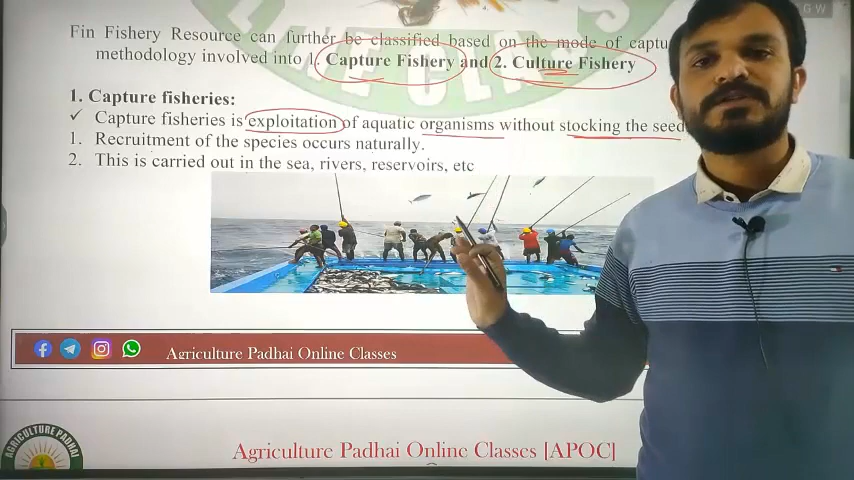 G W
Fin Fishery Resource can further be classified based on the mode of captu
methodology involved into 1. Capture Fishery and 2. Culture Fishery
1. Capture fisheries:
✓ Capture fisheries is exploitation of aquatic organisms without stocking the seed
1. Recruitment of the species occurs naturally.
2. This is carried out in the sea, rivers, reservoirs, etc
Agriculture Padhai Online Classes
AGRICULTURE PADHAI
Agriculture Padhai Online Classes [APOC]